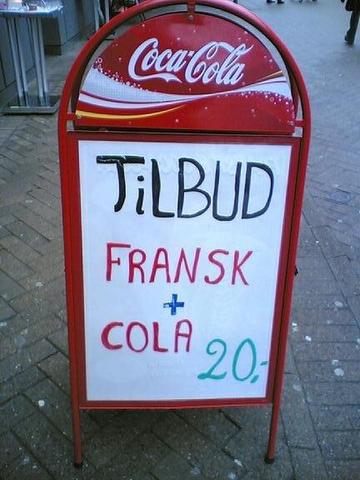 Coca-Cola
TiLBUD
FRANSK
+
COLA
20,-